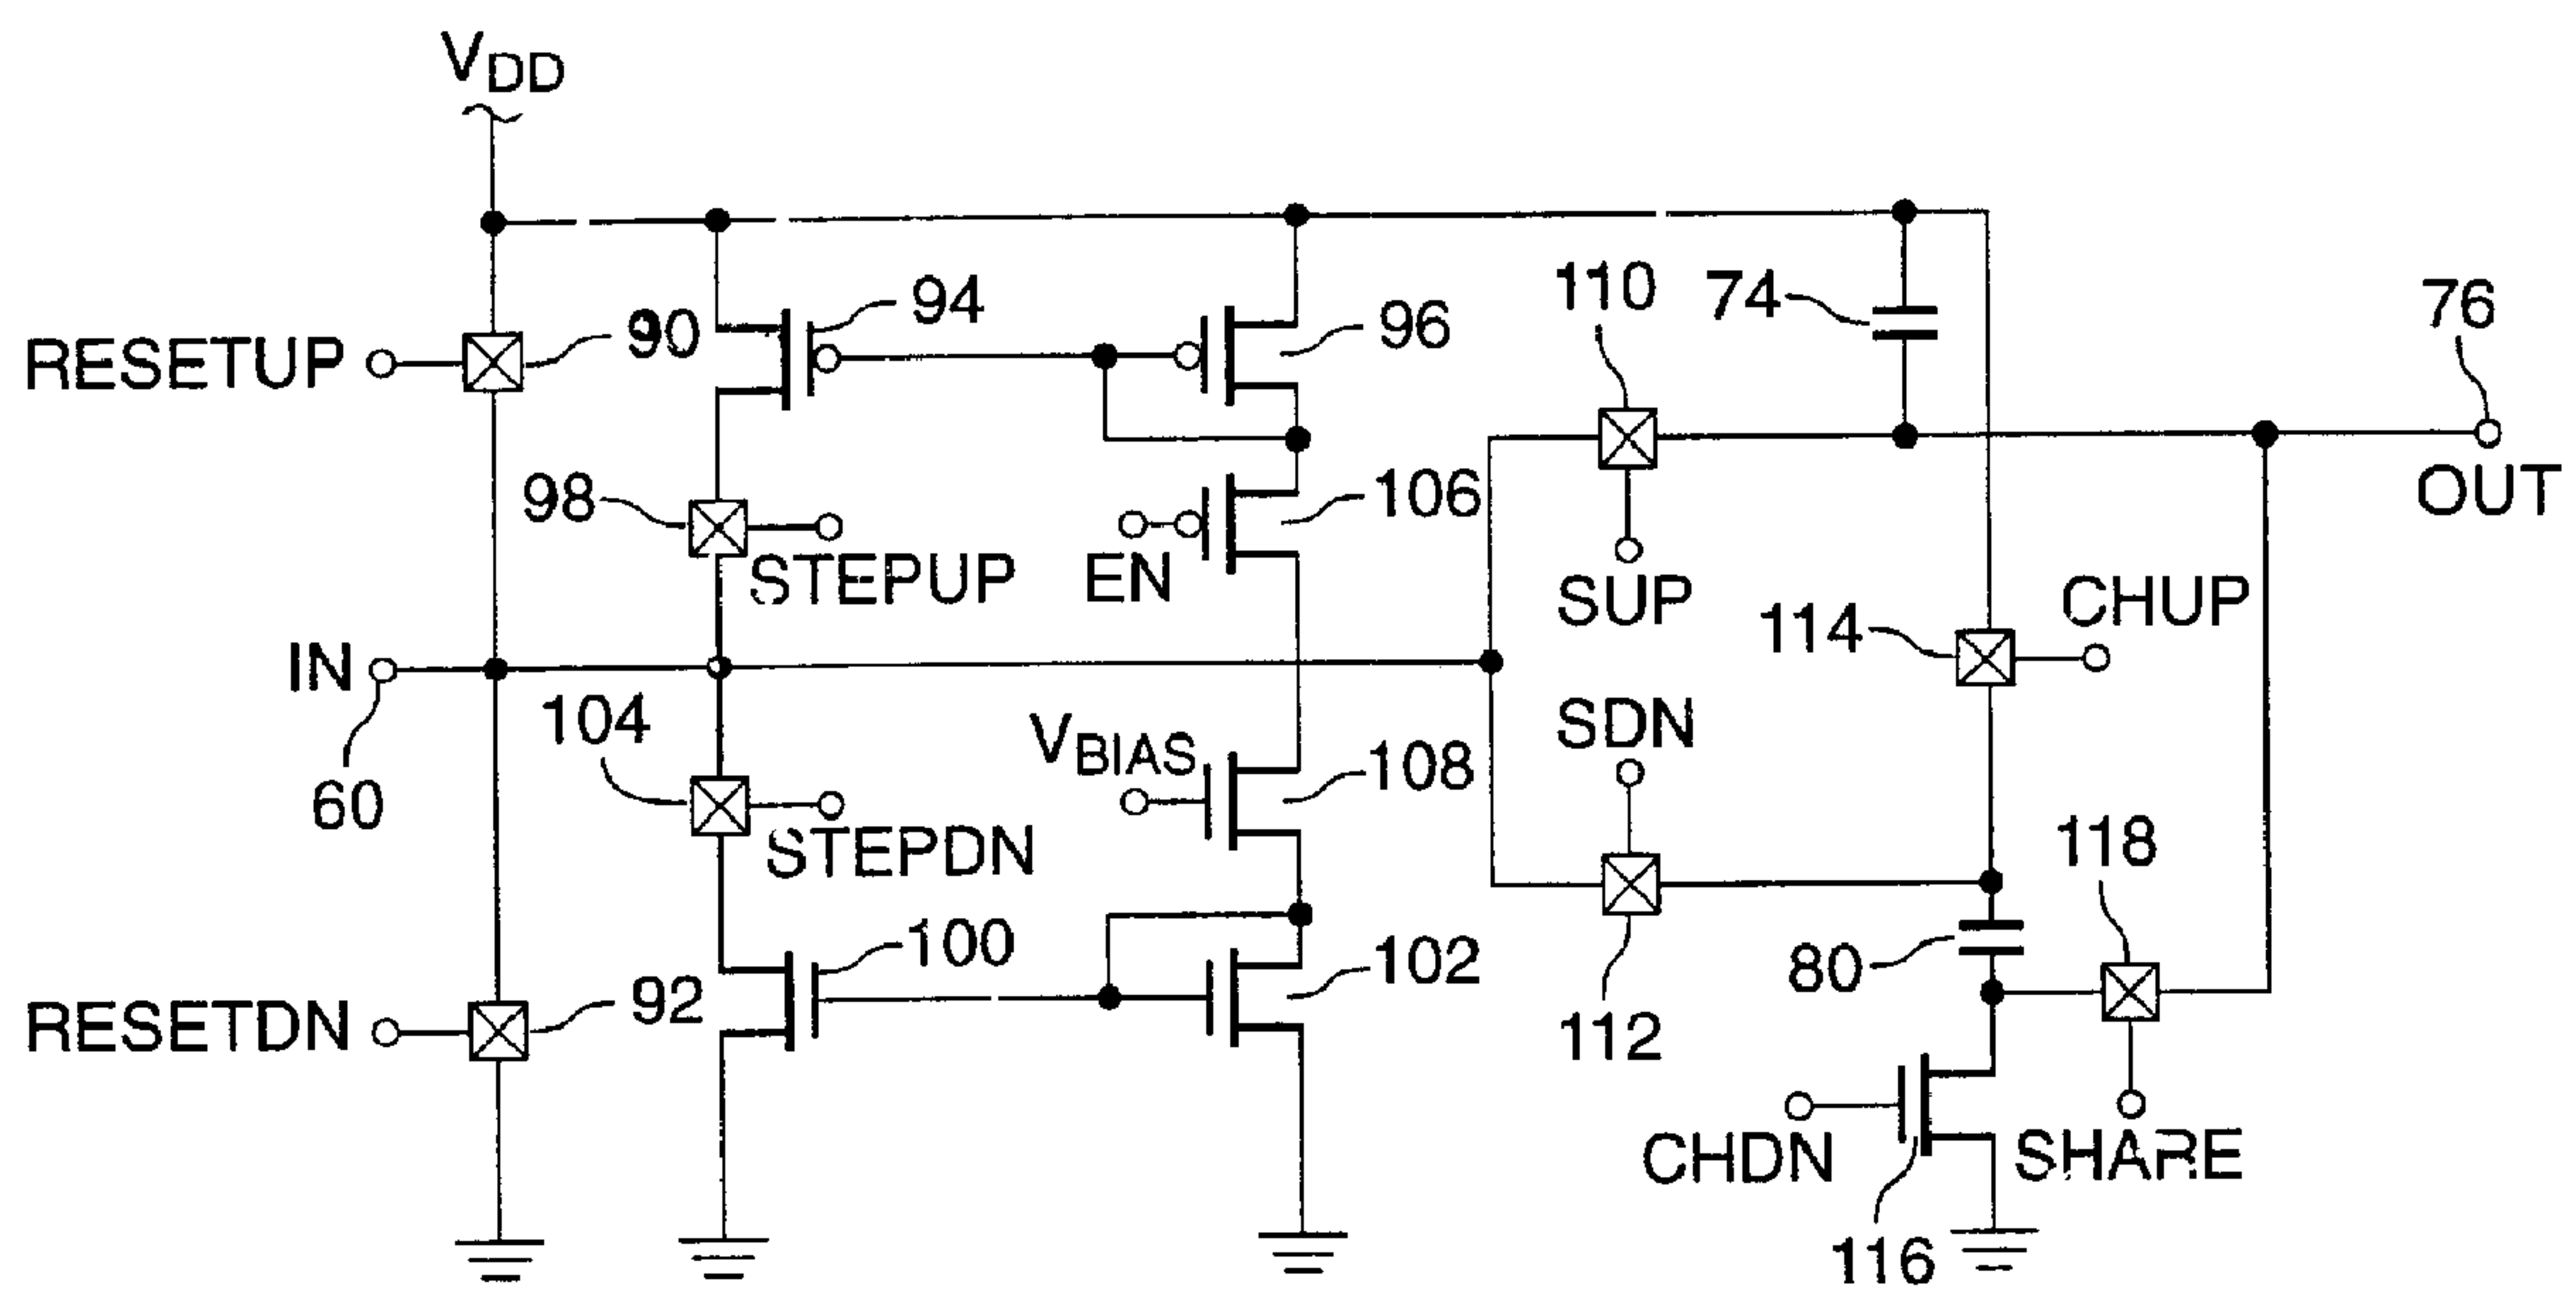 VDD
RESETUP
90
94
96
110
74
76
OUT
98
STEPUP
EN
106
SUP
114
CHUP
IN
60
104
STEPDN
VBIAS
108
SDN
112
118
80
RESETDN
92
100
102
CHDN
SHARE
116